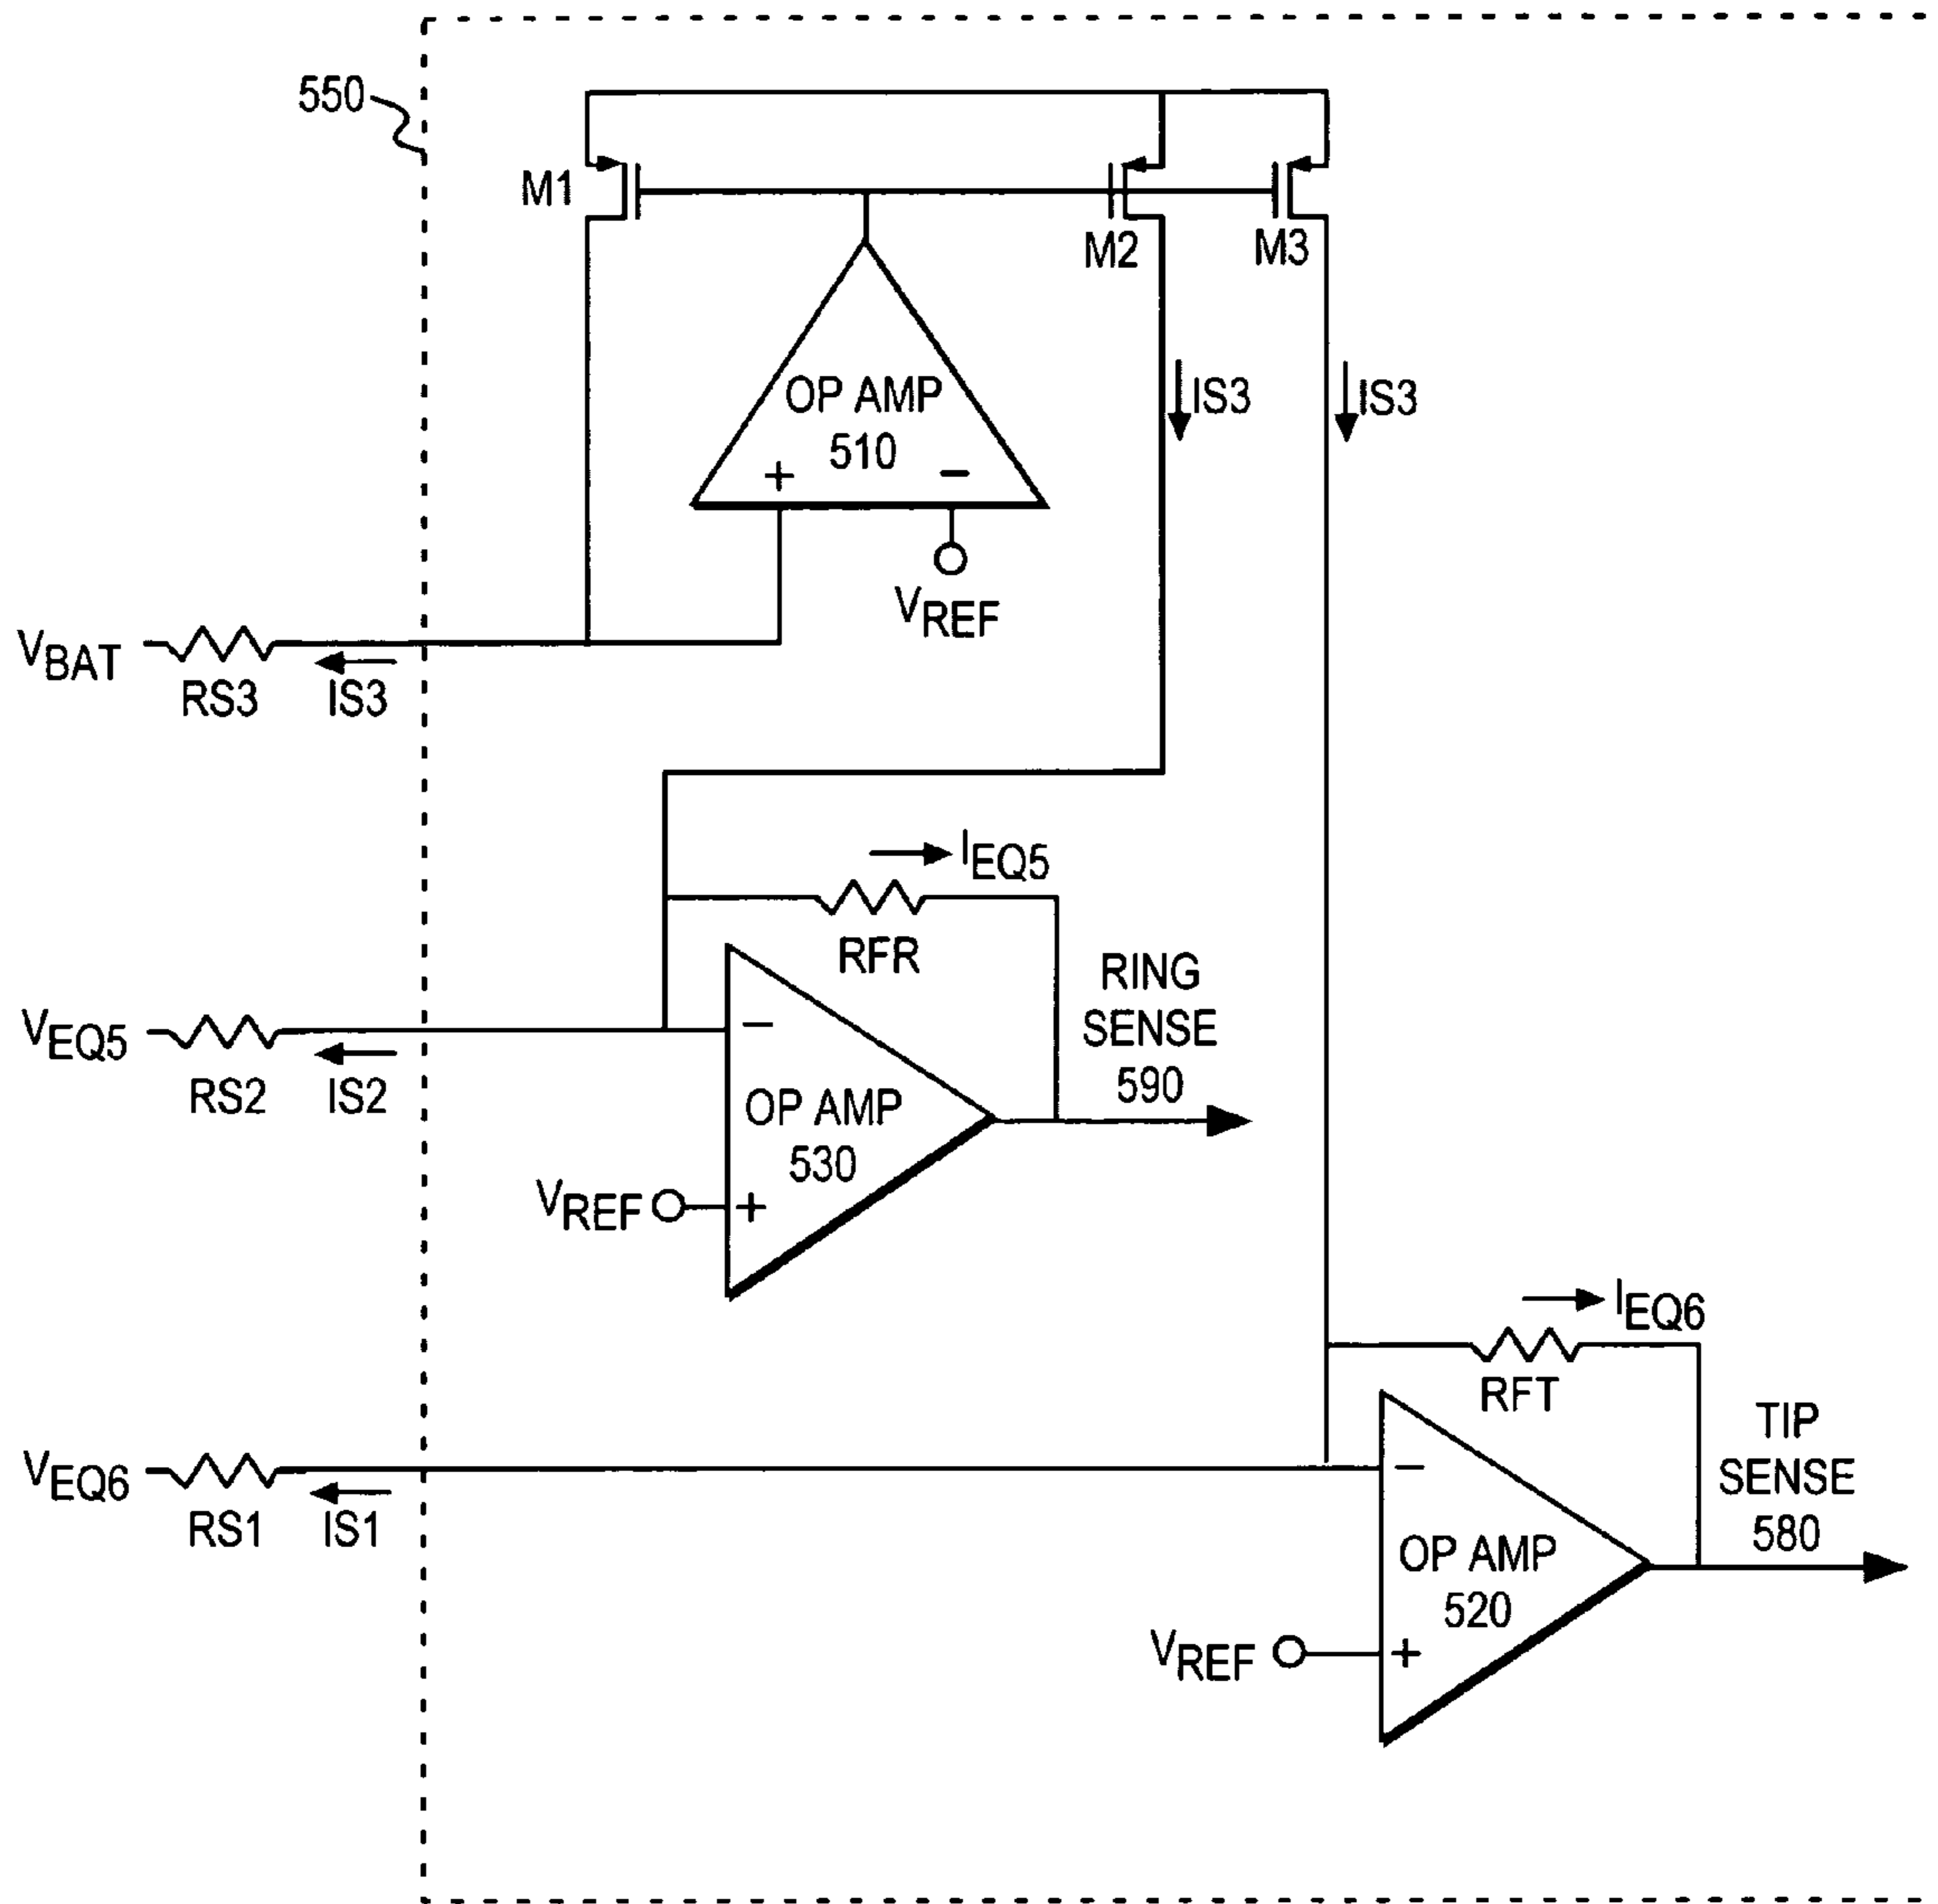 550
M1
M2
M3
OP AMP
510
+
−
IS3
IS3
VREF
VBAT
RS3
IS3
IEQ5
RFR
RING
SENSE
590
VEQ5
RS2
IS2
−
OP AMP
530
VREF
+
IEQ6
RFT
TIP
SENSE
580
VEQ6
RS1
IS1
−
OP AMP
520
VREF
+